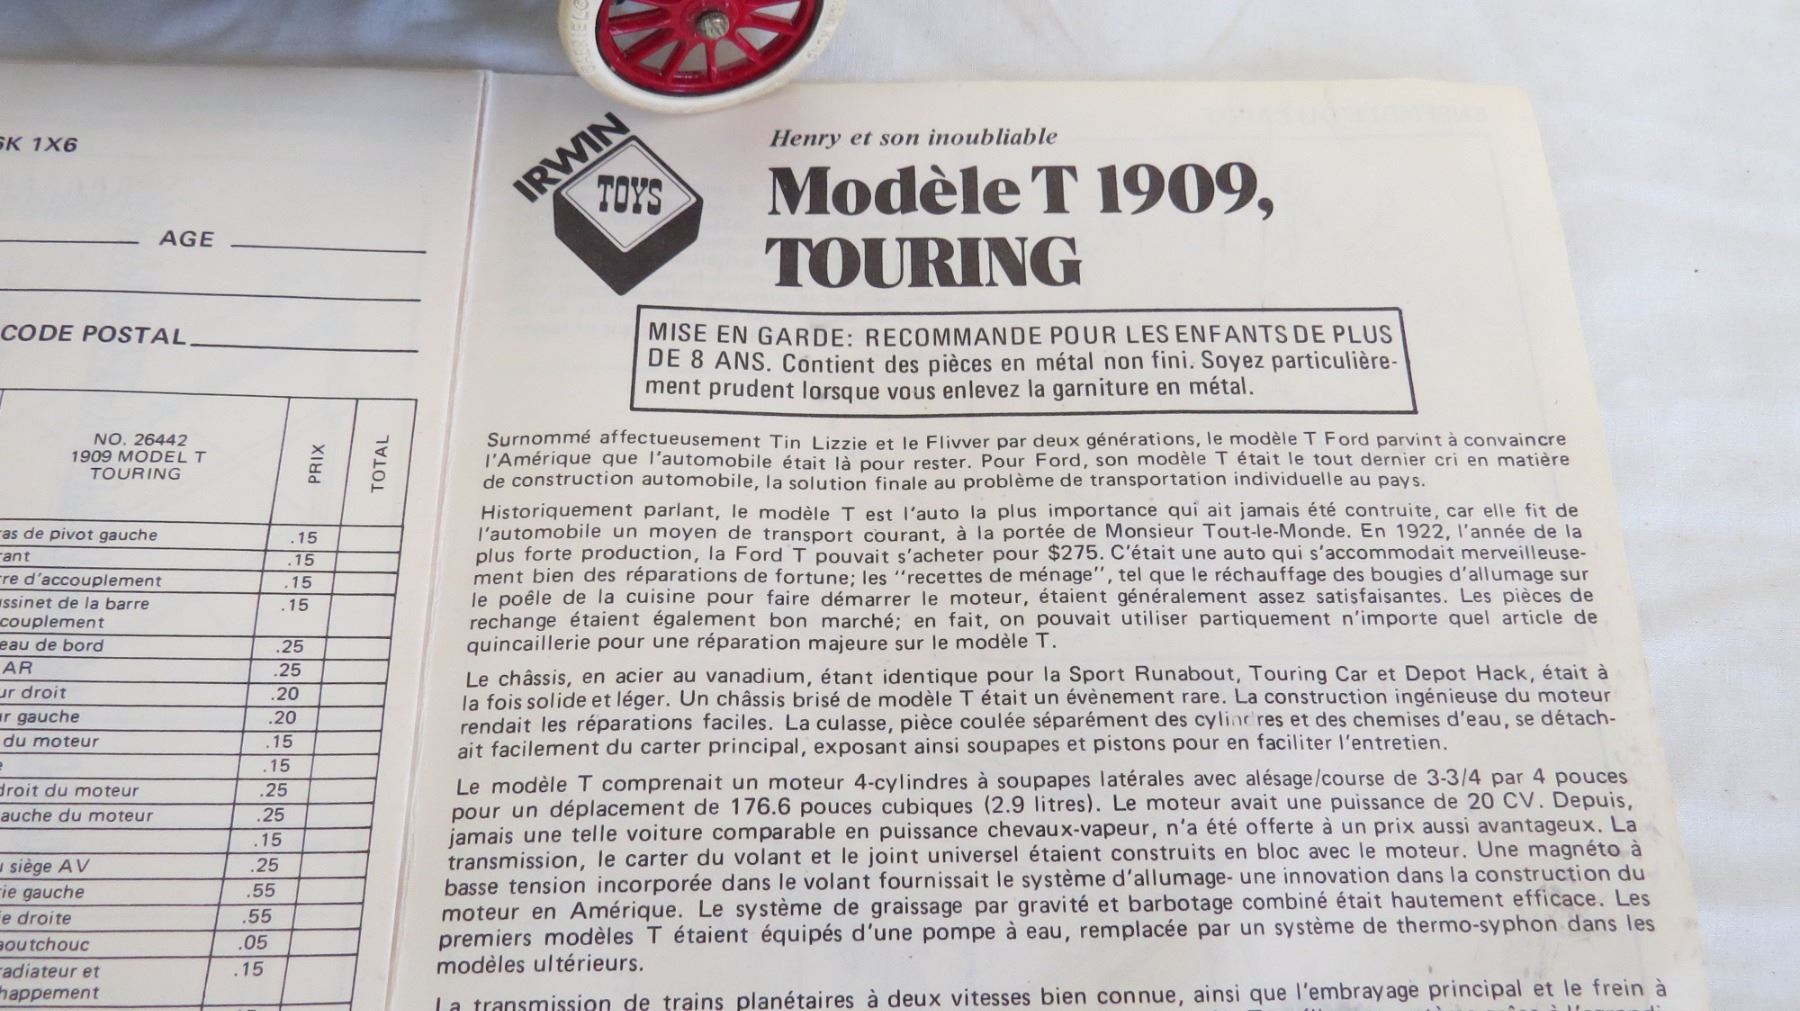 1X6
AGE
CODE POSTAL
NO. 26442
1909 MODEL T
TOURING
PRIX
TOTAL
de pivot gauche .15
.15
d'accouplement .15
de la barre .15
de bord .25
AR .25
droit .20
gauche .20
du moteur .15
.15
du moteur .25
du moteur .25
.15
siège AV .25
gauche .55
droite .55
.05
et .15
IRWIN
TOYS
Henry et son inoubliable
Modèle T 1909,
TOURING
MISE EN GARDE: RECOMMANDE POUR LES ENFANTS DE PLUS
DE 8 ANS. Contient des pièces en métal non fini. Soyez particulière-
ment prudent lorsque vous enlevez la garniture en métal.
Surnommé affectueusement Tin Lizzie et le Flivver par deux générations, le modèle T Ford parvint à convaincre
l'Amérique que l'automobile était là pour rester. Pour Ford, son modèle T était le tout dernier cri en matière
de construction automobile, la solution finale au problème de transportation individuelle au pays.
Historiquement parlant, le modèle T est l'auto la plus importance qui ait jamais été contruite, car elle fit de
l'automobile un moyen de transport courant, à la portée de Monsieur Tout-le-Monde. En 1922, l'année de la
plus forte production, la Ford T pouvait s'acheter pour $275. C'était une auto qui s'accommodait merveilleuse-
ment bien des réparations de fortune; les "recettes de ménage", tel que le réchauffage des bougies d'allumage sur
le poêle de la cuisine pour faire démarrer le moteur, étaient généralement assez satisfaisantes. Les pièces de
rechange étaient également bon marché; en fait, on pouvait utiliser partiquement n'importe quel article de
quincaillerie pour une réparation majeure sur le modèle T.
Le châssis, en acier au vanadium, étant identique pour la Sport Runabout, Touring Car et Depot Hack, était à
la fois solide et léger. Un châssis brisé de modèle T était un évènement rare. La construction ingénieuse du moteur
rendait les réparations faciles. La culasse, pièce coulée séparément des cylindres et des chemises d'eau, se détach-
ait facilement du carter principal, exposant ainsi soupapes et pistons pour en faciliter l'entretien.
Le modèle T comprenait un moteur 4-cylindres à soupapes latérales avec alésage/course de 3-3/4 par 4 pouces
pour un déplacement de 176.6 pouces cubiques (2.9 litres). Le moteur avait une puissance de 20 CV. Depuis,
jamais une telle voiture comparable en puissance chevaux-vapeur, n'a été offerte à un prix aussi avantageux. La
transmission, le carter du volant et le joint universel étaient construits en bloc avec le moteur. Une magnéto à
basse tension incorporée dans le volant fournissait le système d'allumage- une innovation dans la construction du
moteur en Amérique. Le système de graissage par gravité et barbotage combiné était hautement efficace. Les
premiers modèles T étaient équipés d'une pompe à eau, remplacée par un système de thermo-syphon dans les
modèles ultérieurs.
La transmission de trains planétaires à deux vitesses bien connue, ainsi que l'embrayage principal et le frein à